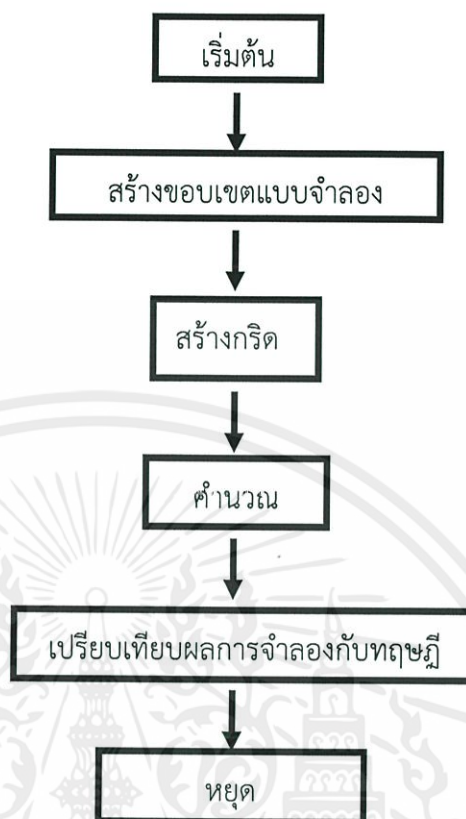 เริ่มต้น
สร้างขอบเขตแบบจำลอง
สร้างกริด
คำนวณ
เปรียบเทียบผลการจำลองกับทฤษฎี
หยุด